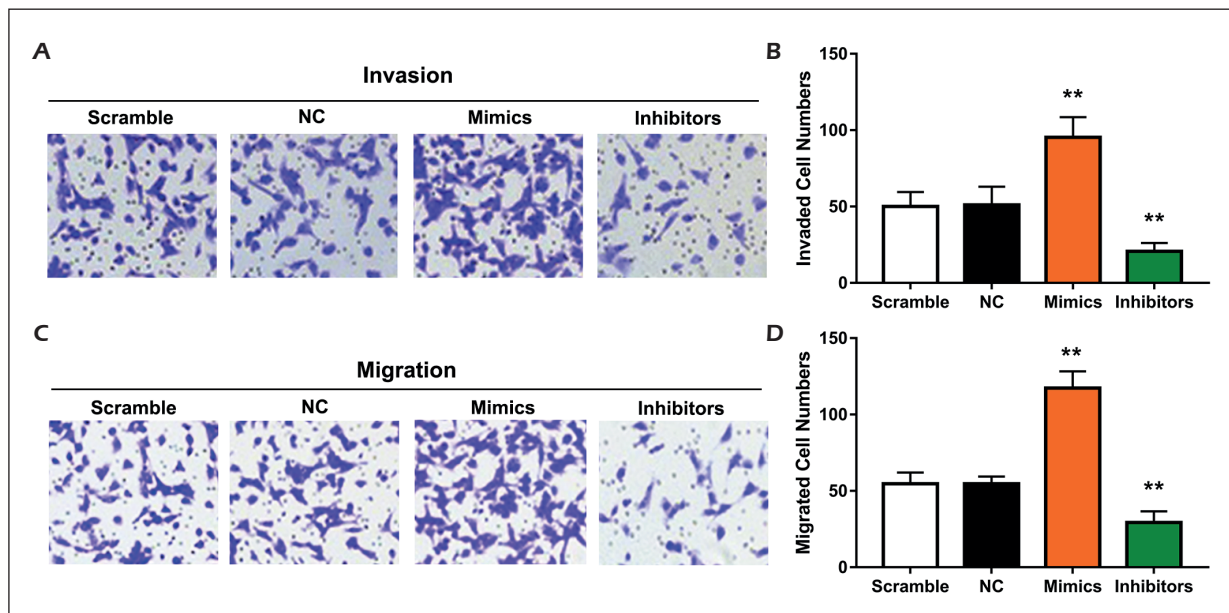 A
Invasion
Scramble NC Mimics Inhibitors
B
Invaded Cell Numbers
150
100
50
0
**
**
Scramble NC Mimics Inhibitors
C
Migration
Scramble NC Mimics Inhibitors
D
Migrated Cell Numbers
150
100
50
0
**
**
Scramble NC Mimics Inhibitors